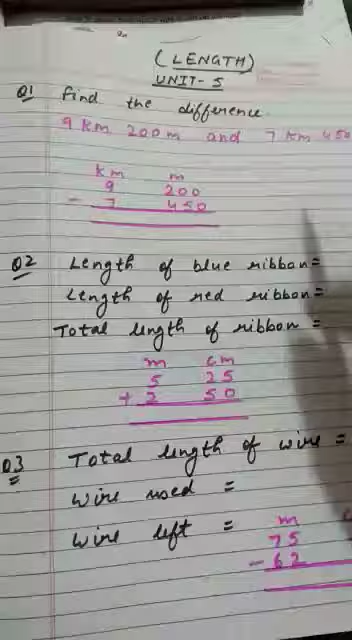 (LENGTH)
UNIT-5
Q1 Find the difference.
9 km 200m and 7 km 450
km m
9 200
- 7 450
Q2 Length of blue ribbon=
Length of red ribbon=
Total length of ribbon =
m cm
5 25
+ 2 50
Q3 Total length of wire =
wire used =
wire left =
m
75
- 62